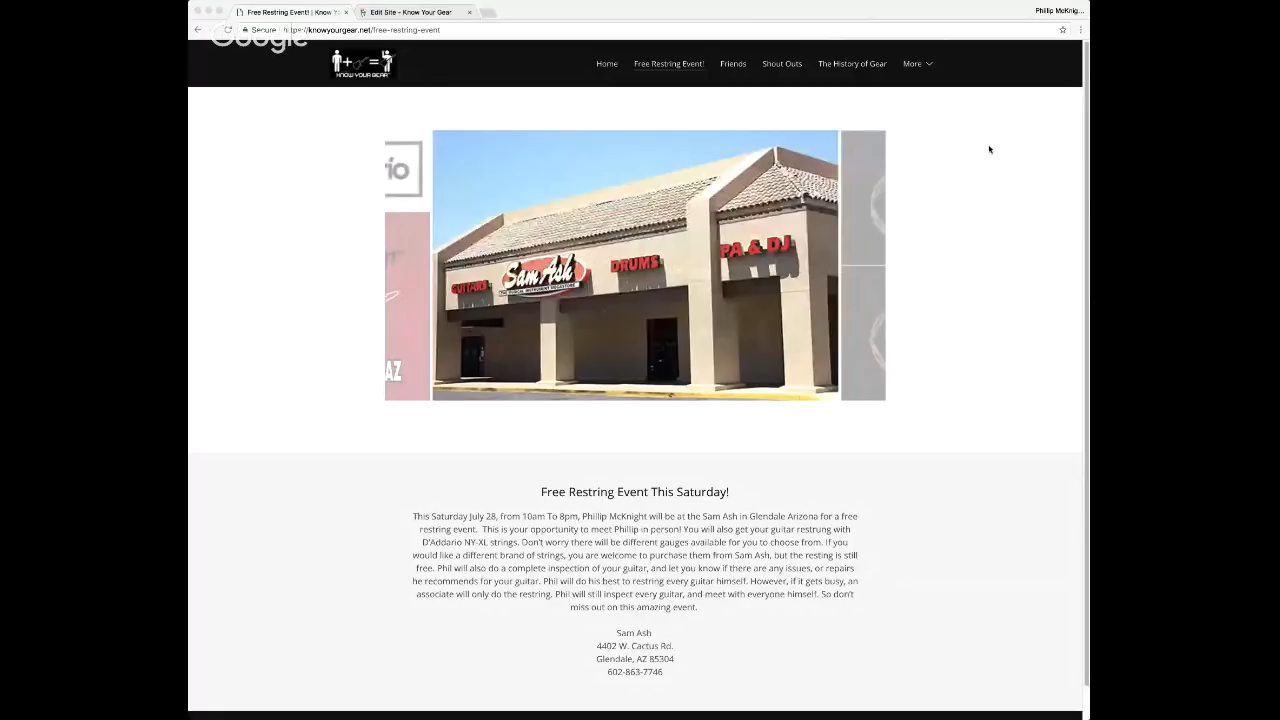 Free Restring Event! | Know Y
Edit Site - Know Your Gear
Phillip McKnig...
Secure
https://knowyourgear.net/free-restring-event
Google
KNOW YOUR GEAR
Home
Free Restring Event!
Friends
Shout Outs
The History of Gear
More
rio
GUITARS
Sam Ash
DRUMS
PA & DJ
AZ
Free Restring Event This Saturday!
This Saturday July 28, from 10am To 8pm, Phillip McKnight will be at the Sam Ash in Glendale Arizona for a free
restring event. This is your opportunity to meet Phillip in person! You will also get your guitar restrung with
D'Addario NY-XL strings. Don't worry there will be different gauges available for you to choose from. If you
would like a different brand of strings, you are welcome to purchase them from Sam Ash, but the resting is still
free. Phil will also do a complete inspection of your guitar, and let you know if there are any issues, or repairs
he recommends for your guitar. Phil will do his best to restring every guitar himself. However, if it gets busy, an
associate will only do the restring. Phil will still inspect every guitar, and meet with everyone himself. So don't
miss out on this amazing event.
Sam Ash
4402 W. Cactus Rd.
Glendale, AZ 85304
602-863-7746